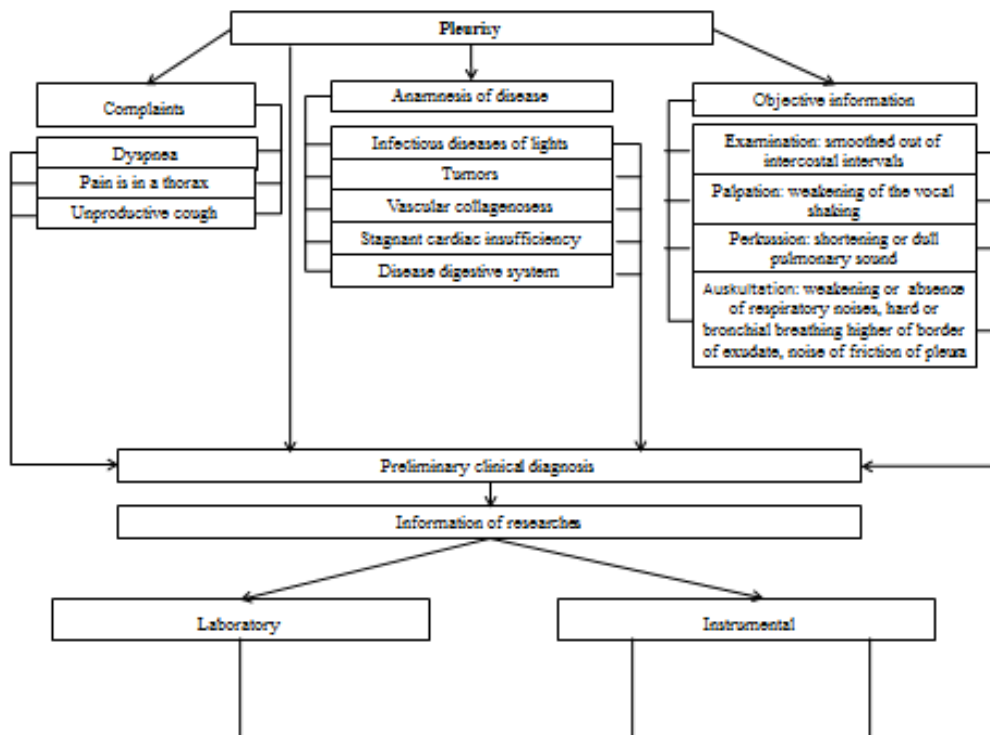 Pleurisy
Complaints
Dyspnea
Pain is in a thorax
Unproductive cough
Anamnesis of disease
Infectious diseases of lights
Tumors
Vascular collagenosess
Stagnant cardiac insufficiency
Disease digestive system
Objective information
Examination: smoothed out of
intercostal intervals
Palpation: weakening of the vocal
shaking
Perkussion: shortening or dull
pulmonary sound
Auskultation: weakening or absence
of respiratory noises, hard or
bronchial breathing higher of border
of exudate, noise of friction of pleura
Preliminary clinical diagnosis
Information of researches
Laboratory
Instrumental